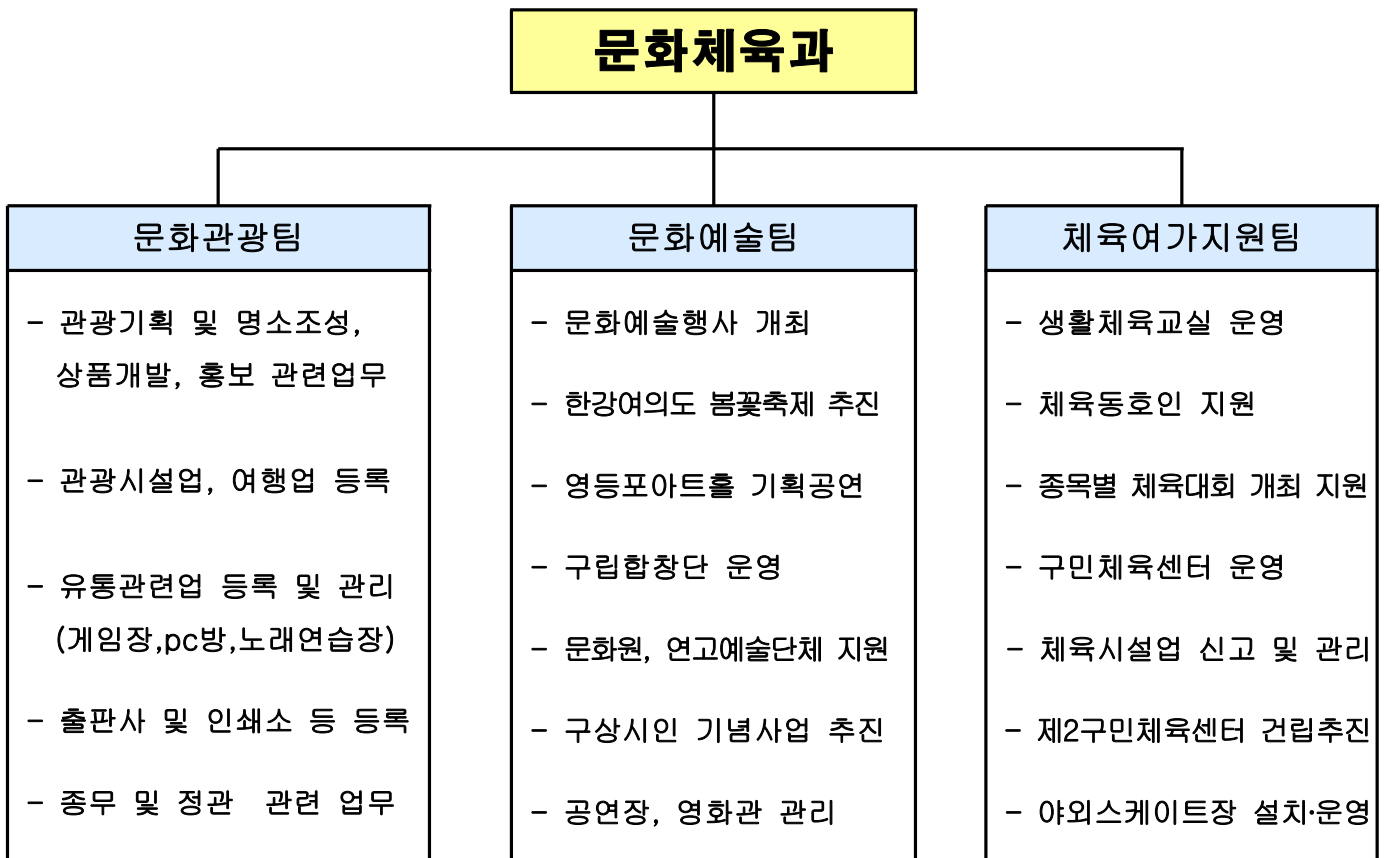 문화체육과
문화관광팀
- 관광기획 및 명소조성,
상품개발, 홍보 관련업무
- 관광시설업, 여행업 등록
- 유통관련업 등록 및 관리
(게임장,pc방,노래연습장)
- 출판사 및 인쇄소 등 등록
- 종무 및 정관 관련 업무
문화예술팀
- 문화예술행사 개최
- 한강여의도 봄꽃축제 추진
- 영등포아트홀 기획공연
- 구립합창단 운영
- 문화원, 연고예술단체 지원
- 구상시인 기념사업 추진
- 공연장, 영화관 관리
체육여가지원팀
- 생활체육교실 운영
- 체육동호인 지원
- 종목별 체육대회 개최 지원
- 구민체육센터 운영
- 체육시설업 신고 및 관리
- 제2구민체육센터 건립추진
- 야외스케이트장 설치·운영